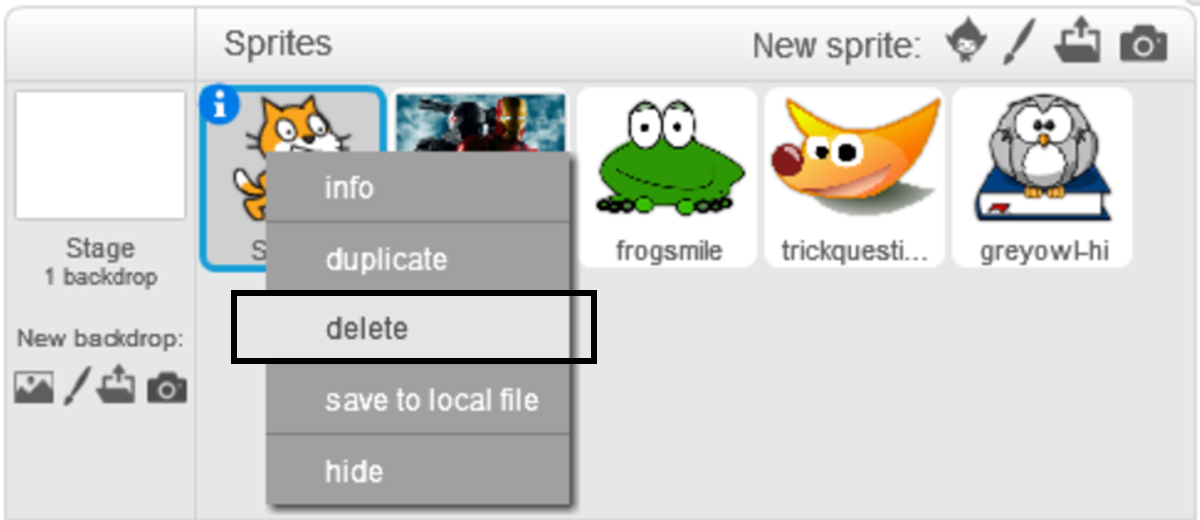 Sprites
New sprite:
info
duplicate
delete
save to local file
hide
frogsmile
trickquesti...
greyowl-hi
Stage
1 backdrop
New backdrop: